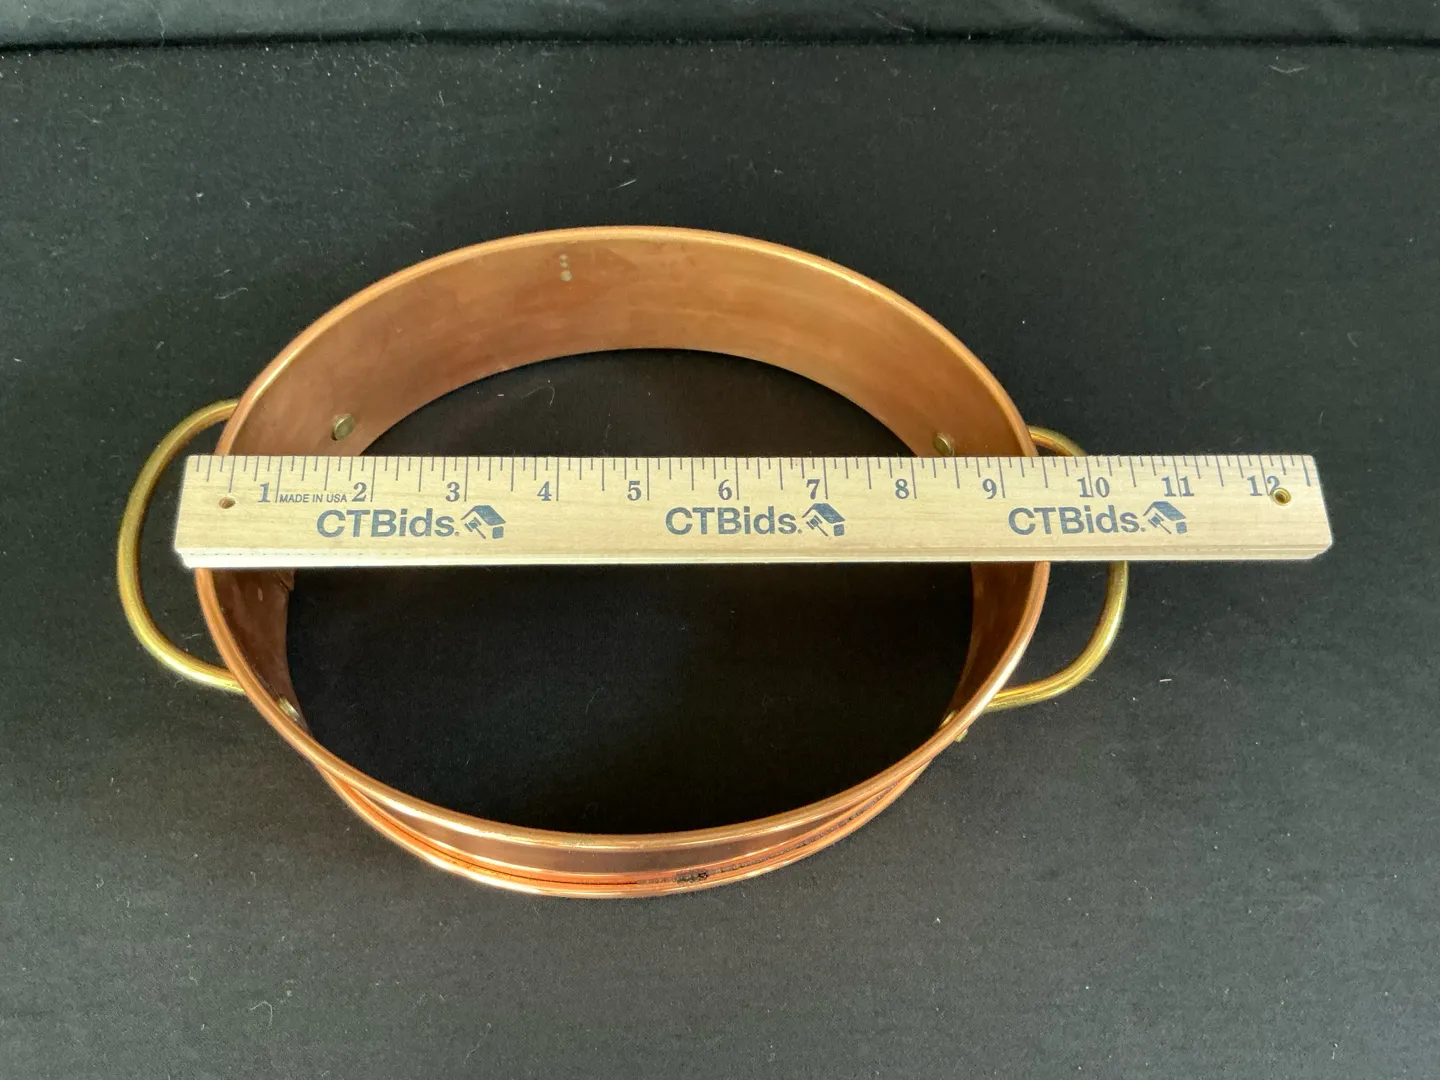 1 MADE IN USA 2 3 4 5 6 7 8 9 10 11 12
CTBids. CTBids. CTBids.